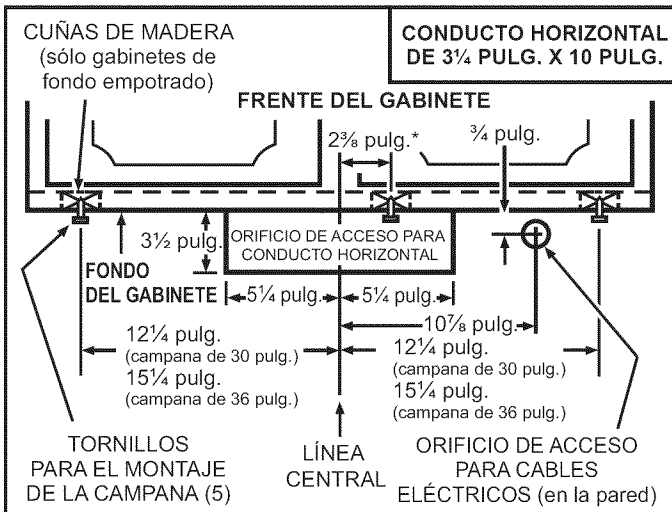 CUÑAS DE MADERA
(sólo gabinetes de
fondo empotrado)
CONDUCTO HORIZONTAL
DE 3¼ PULG. X 10 PULG.
FRENTE DEL GABINETE
2⅜ pulg.*
¾ pulg.
3½ pulg.
ORIFICIO DE ACCESO PARA
CONDUCTO HORIZONTAL
FONDO
DEL GABINETE
5¼ pulg.
5¼ pulg.
10⅞ pulg.
12¼ pulg.
(campana de 30 pulg.)
15¼ pulg.
(campana de 36 pulg.)
12¼ pulg.
(campana de 30 pulg.)
15¼ pulg.
(campana de 36 pulg.)
TORNILLOS
PARA EL MONTAJE
DE LA CAMPANA (5)
LÍNEA
CENTRAL
ORIFICIO DE ACCESO
PARA CABLES
ELÉCTRICOS (en la pared)